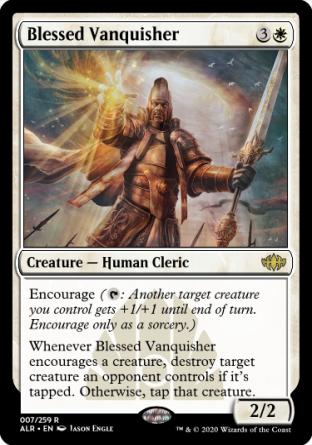 Blessed Vanquisher 3
Creature — Human Cleric
Encourage (: Another target creature
you control gets +1/+1 until end of turn.
Encourage only as a sorcery.)
Whenever Blessed Vanquisher
encourages a creature, destroy target
creature an opponent controls if it's
tapped. Otherwise, tap that creature.
2/2
007/259 R
ALR • EN Jason Engle
™ & © 2020 Wizards of the Coast